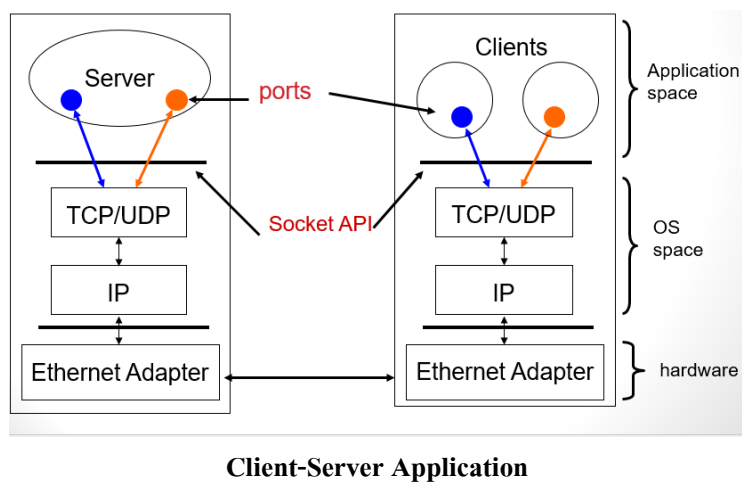 Server
ports
Clients
Application
space
Socket API
TCP/UDP
TCP/UDP
OS
space
IP
IP
Ethernet Adapter
Ethernet Adapter
hardware
Client-Server Application